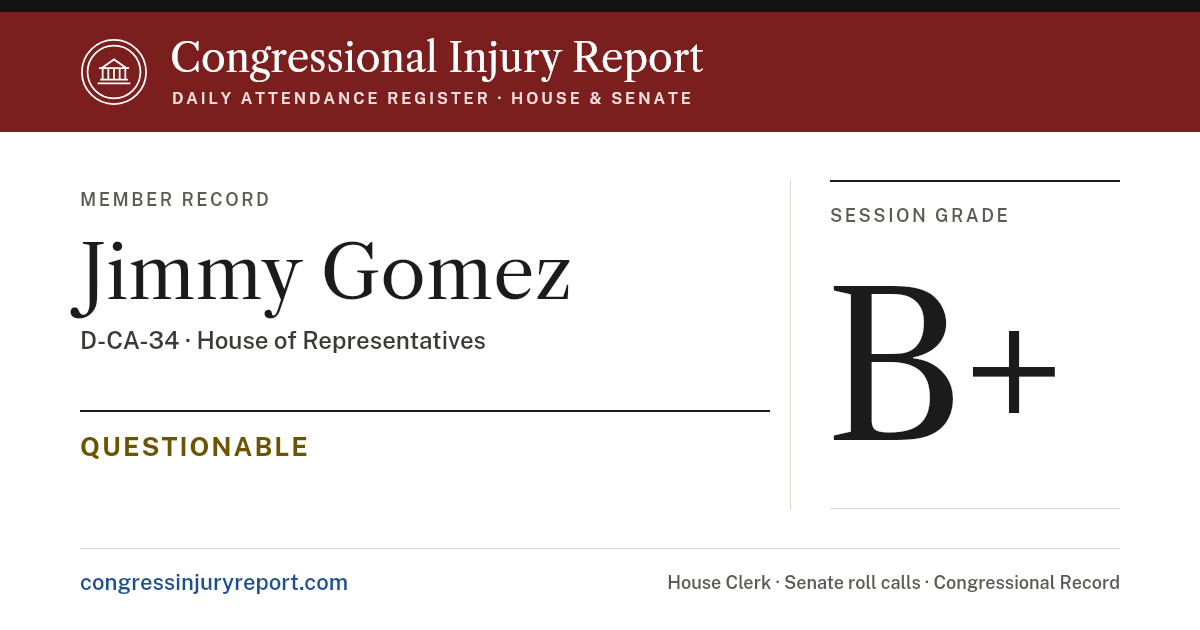 Congressional Injury Report
DAILY ATTENDANCE REGISTER · HOUSE & SENATE
MEMBER RECORD
Jimmy Gomez
D-CA-34 · House of Representatives
QUESTIONABLE
SESSION GRADE
B+
congressinjuryreport.com
House Clerk · Senate roll calls · Congressional Record